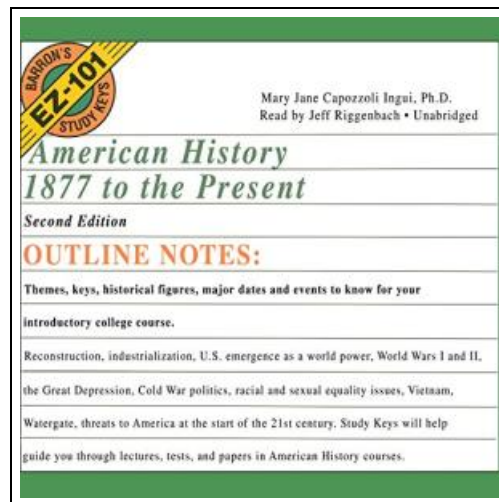 BARRON'S
EZ-101
STUDY KEYS
Mary Jane Capozzoli Ingui, Ph.D.
Read by Jeff Riggenbach • Unabridged
American History
1877 to the Present
Second Edition
OUTLINE NOTES:
Themes, keys, historical figures, major dates and events to know for your
introductory college course.
Reconstruction, industrialization, U.S. emergence as a world power, World Wars I and II,
the Great Depression, Cold War politics, racial and sexual equality issues, Vietnam,
Watergate, threats to America at the start of the 21st century. Study Keys will help
guide you through lectures, tests, and papers in American History courses.